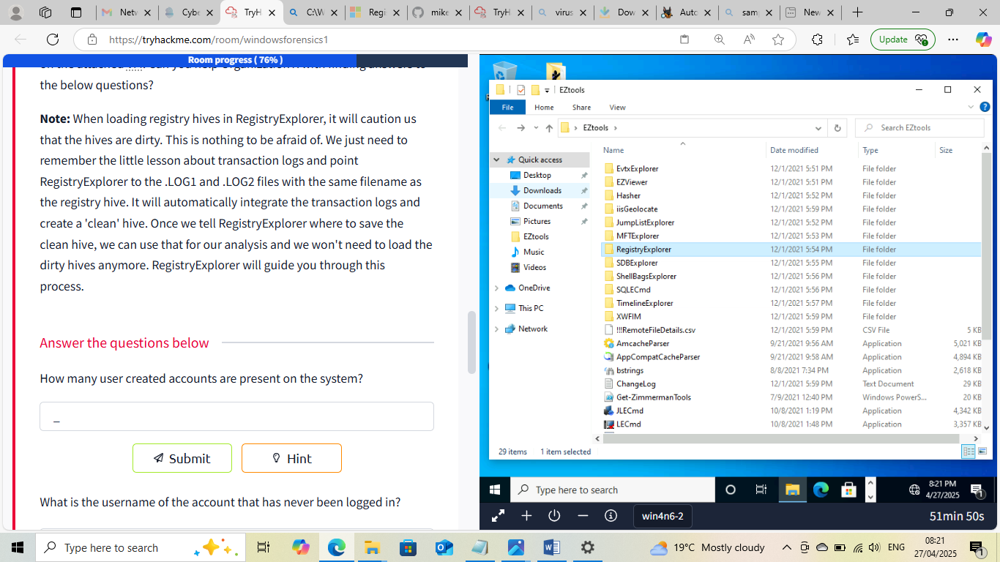 Netw
Cybe
TryH
C:\W
Regi
mike
TryH
virus
Dow
Auto
sam
New
https://tryhackme.com/room/windowsforensics1
Update
Room progress ( 76% )
the below questions?
Note: When loading registry hives in RegistryExplorer, it will caution us
that the hives are dirty. This is nothing to be afraid of. We just need to
remember the little lesson about transaction logs and point
RegistryExplorer to the .LOG1 and .LOG2 files with the same filename as
the registry hive. It will automatically integrate the transaction logs and
create a 'clean' hive. Once we tell RegistryExplorer where to save the
clean hive, we can use that for our analysis and we won't need to load the
dirty hives anymore. RegistryExplorer will guide you through this
process.
Answer the questions below
How many user created accounts are present on the system?
_
Submit
Hint
What is the username of the account that has never been logged in?
EZtools
File
Home
Share
View
EZtools
Search EZtools
Quick access
Desktop
Downloads
Documents
Pictures
EZtools
Music
Videos
OneDrive
This PC
Network
Name Date modified Type Size
EvtxExplorer 12/1/2021 5:51 PM File folder
EZViewer 12/1/2021 5:51 PM File folder
Hasher 12/1/2021 5:52 PM File folder
iisGeolocate 12/1/2021 5:59 PM File folder
JumpListExplorer 12/1/2021 5:52 PM File folder
MFTExplorer 12/1/2021 5:53 PM File folder
RegistryExplorer 12/1/2021 5:54 PM File folder
SDBExplorer 12/1/2021 5:55 PM File folder
ShellBagsExplorer 12/1/2021 5:56 PM File folder
SQLECmd 12/1/2021 5:56 PM File folder
TimelineExplorer 12/1/2021 5:57 PM File folder
XWFIM 12/1/2021 5:59 PM File folder
!!!RemoteFileDetails.csv 12/1/2021 5:59 PM CSV File 5 KB
AmcacheParser 9/21/2021 9:56 AM Application 5,021 KB
AppCompatCacheParser 9/21/2021 9:58 AM Application 4,894 KB
bstrings 8/8/2021 7:34 PM Application 2,618 KB
ChangeLog 12/1/2021 5:59 PM Text Document 29 KB
Get-ZimmermanTools 7/9/2021 12:40 PM Windows PowerS... 20 KB
JLECmd 10/8/2021 1:19 PM Application 4,342 KB
LECmd 10/8/2021 1:48 PM Application 3,357 KB
29 items 1 item selected
Type here to search
8:21 PM
4/27/2025
win4n6-2
51min 50s
Type here to search
19°C Mostly cloudy
ENG
08:21
27/04/2025